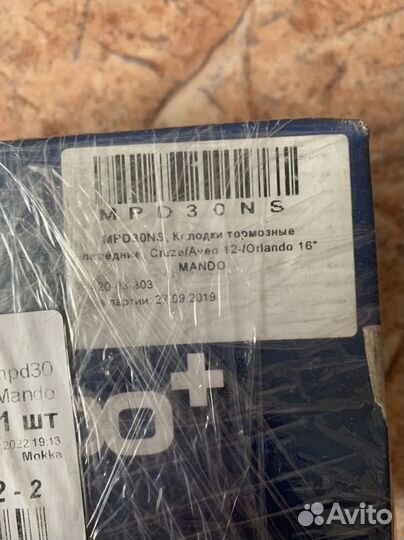 MPD30NS
MPD30NS, Колодки тормозные
передные, Cruze/Aveo 12-/Orlando 16"
MANDO
партии: 27.09.2019
mpd30
Mando
1 шт
2022 19:13
Mokka
2 - 2
Avito